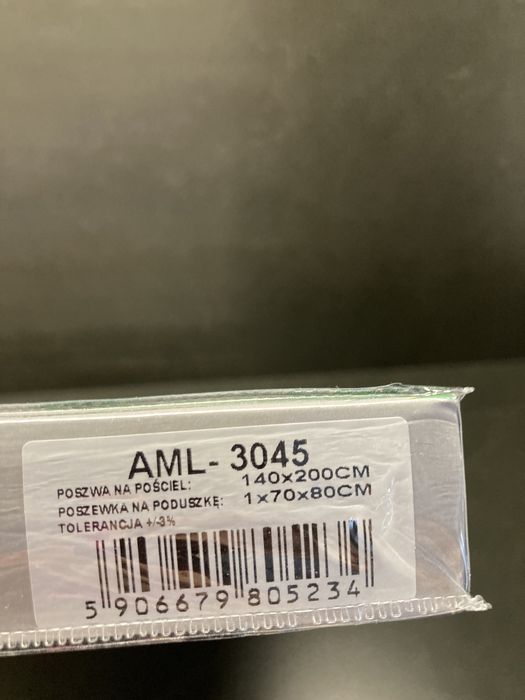 AML- 3045
POSZWA NA POŚCIEL: 140x200CM
POSZEWKA NA PODUSZKĘ: 1x70x80CM
TOLERANCJA +/-3%
5 906679 805234